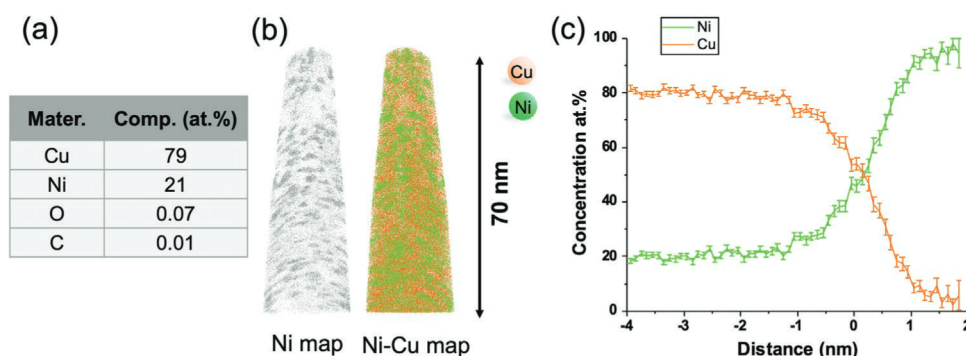 (a)
Mater. Comp. (at.%)
Cu 79
Ni 21
O 0.07
C 0.01
(b)
Cu
Ni
70 nm
Ni map Ni-Cu map
(c)
Ni
Cu
Concentration at.%
100
80
60
40
20
0
-4 -3 -2 -1 0 1 2
Distance (nm)